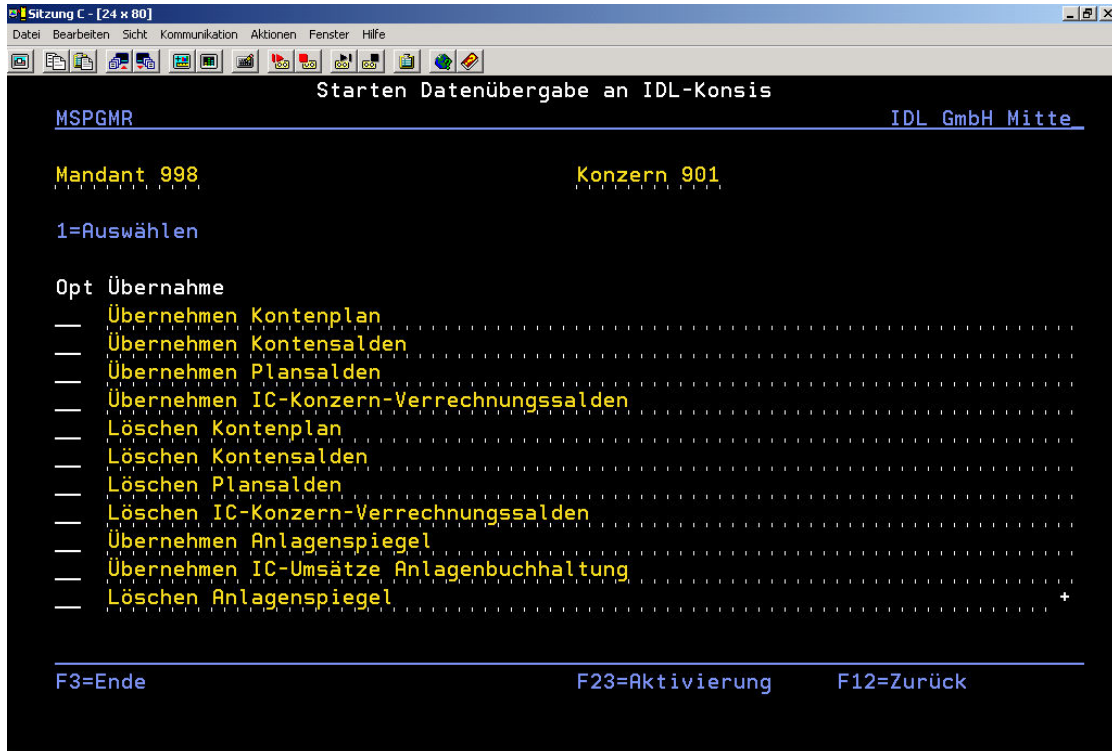 Sitzung C - [24 x 80]
Datei Bearbeiten Sicht Kommunikation Aktionen Fenster Hilfe
Starten Datenübergabe an IDL-Konsis
MSPGMR IDL GmbH Mitte_
Mandant 998 Konzern 901
1=Auswählen
Opt Übernahme
Übernehmen Kontenplan
Übernehmen Kontensalden
Übernehmen Plansalden
Übernehmen IC-Konzern-Verrechnungssalden
Löschen Kontenplan
Löschen Kontensalden
Löschen Plansalden
Löschen IC-Konzern-Verrechnungssalden
Übernehmen Anlagenspiegel
Übernehmen IC-Umsätze Anlagenbuchhaltung
Löschen Anlagenspiegel +
F3=Ende F23=Aktivierung F12=Zurück